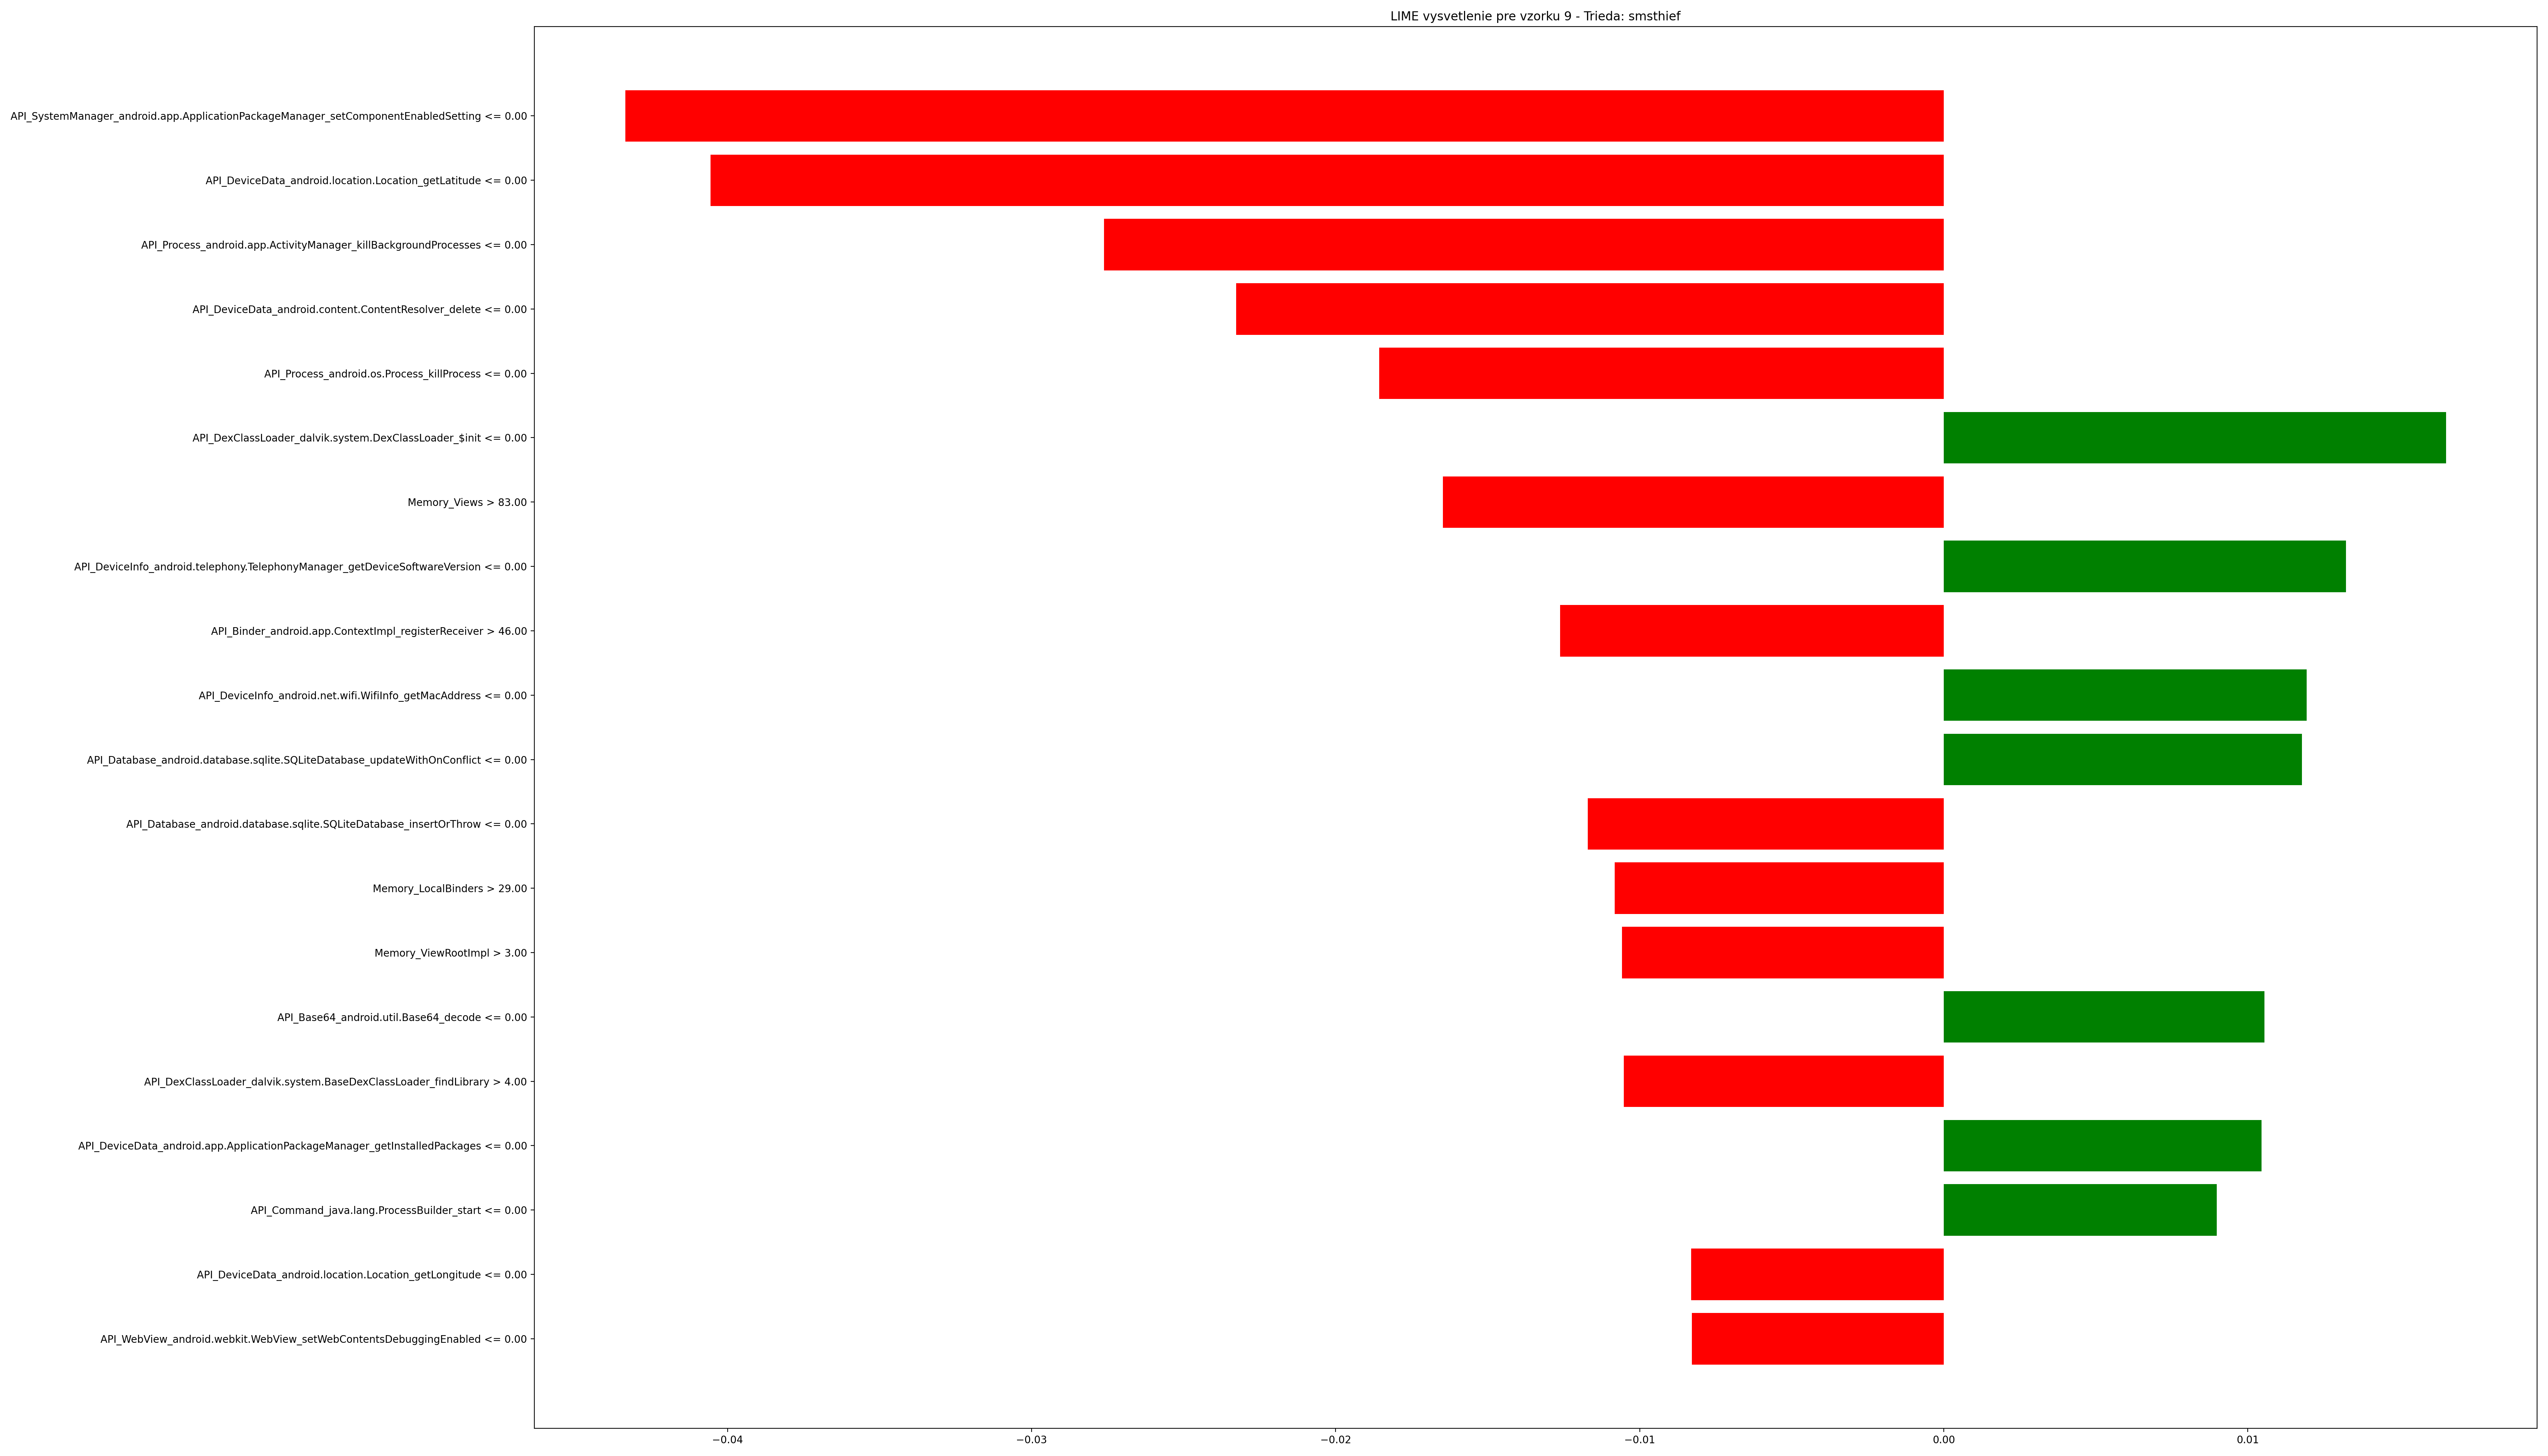 LIME vysvetlenie pre vzorku 9 - Trieda: smsthief
API_SystemManager_android.app.ApplicationPackageManager_setComponentEnabledSetting <= 0.00
API_DeviceData_android.location.Location_getLatitude <= 0.00
API_Process_android.app.ActivityManager_killBackgroundProcesses <= 0.00
API_DeviceData_android.content.ContentResolver_delete <= 0.00
API_Process_android.os.Process_killProcess <= 0.00
API_DexClassLoader_dalvik.system.DexClassLoader_$init <= 0.00
Memory_Views > 83.00
API_DeviceInfo_android.telephony.TelephonyManager_getDeviceSoftwareVersion <= 0.00
API_Binder_android.app.ContextImpl_registerReceiver > 46.00
API_DeviceInfo_android.net.wifi.WifiInfo_getMacAddress <= 0.00
API_Database_android.database.sqlite.SQLiteDatabase_updateWithOnConflict <= 0.00
API_Database_android.database.sqlite.SQLiteDatabase_insertOrThrow <= 0.00
Memory_LocalBinders > 29.00
Memory_ViewRootImpl > 3.00
API_Base64_android.util.Base64_decode <= 0.00
API_DexClassLoader_dalvik.system.BaseDexClassLoader_findLibrary > 4.00
API_DeviceData_android.app.ApplicationPackageManager_getInstalledPackages <= 0.00
API_Command_java.lang.ProcessBuilder_start <= 0.00
API_DeviceData_android.location.Location_getLongitude <= 0.00
API_WebView_android.webkit.WebView_setWebContentsDebuggingEnabled <= 0.00
−0.04 −0.03 −0.02 −0.01 0.00 0.01